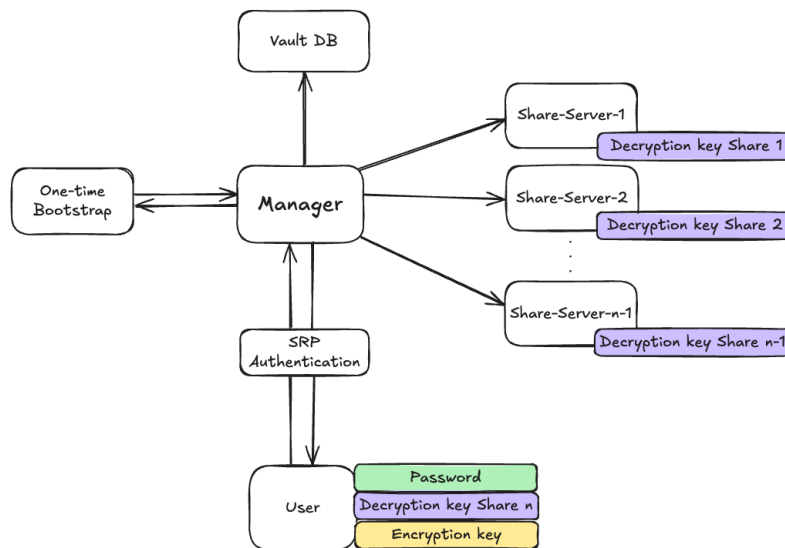 Vault DB
Share-Server-1
Decryption key Share 1
One-time
Bootstrap
Manager
Share-Server-2
Decryption key Share 2
Share-Server-n-1
Decryption key Share n-1
SRP
Authentication
User
Password
Decryption key Share n
Encryption key